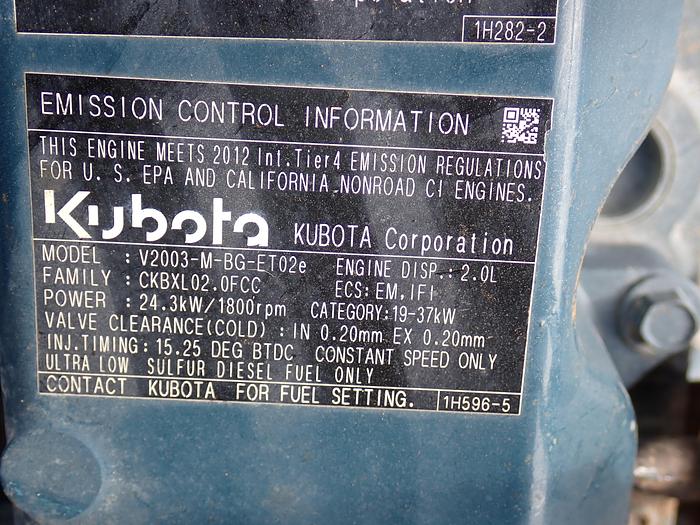 1H282-2
EMISSION CONTROL INFORMATION
THIS ENGINE MEETS 2012 Int.Tier4 EMISSION REGULATIONS
FOR U. S. EPA AND CALIFORNIA NONROAD CI ENGINES.
Kubota KUBOTA Corporation
MODEL : V2003-M-BG-ET02e ENGINE DISP.: 2.0L
FAMILY : CKBXL02.0FCC ECS:EM,IFI
POWER : 24.3kW/1800rpm CATEGORY:19-37kW
VALVE CLEARANCE(COLD) : IN 0.20mm EX 0.20mm
INJ.TIMING: 15.25 DEG BTDC CONSTANT SPEED ONLY
ULTRA LOW SULFUR DIESEL FUEL ONLY
CONTACT KUBOTA FOR FUEL SETTING. 1H596-5